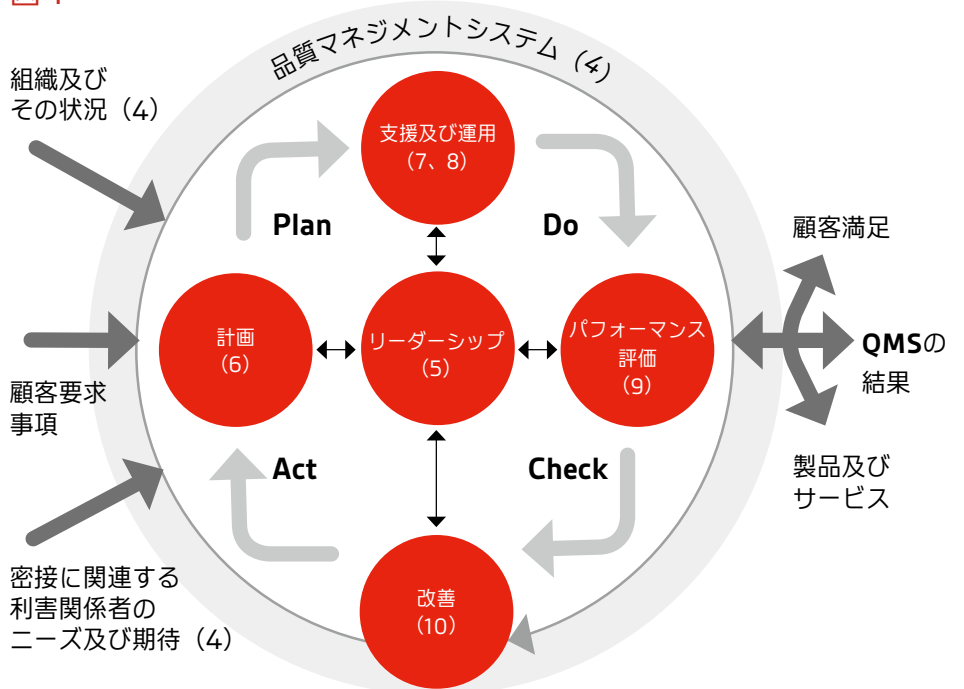 品質マネジメントシステム（4）
組織及び
その状況（4）
支援及び運用
（7、8）
Plan
Do
顧客満足
計画
（6）
リーダーシップ
（5）
パフォーマンス
評価
（9）
QMSの
結果
顧客要求
事項
Act
Check
製品及び
サービス
密接に関連する
利害関係者の
ニーズ及び期待（4）
改善
（10）